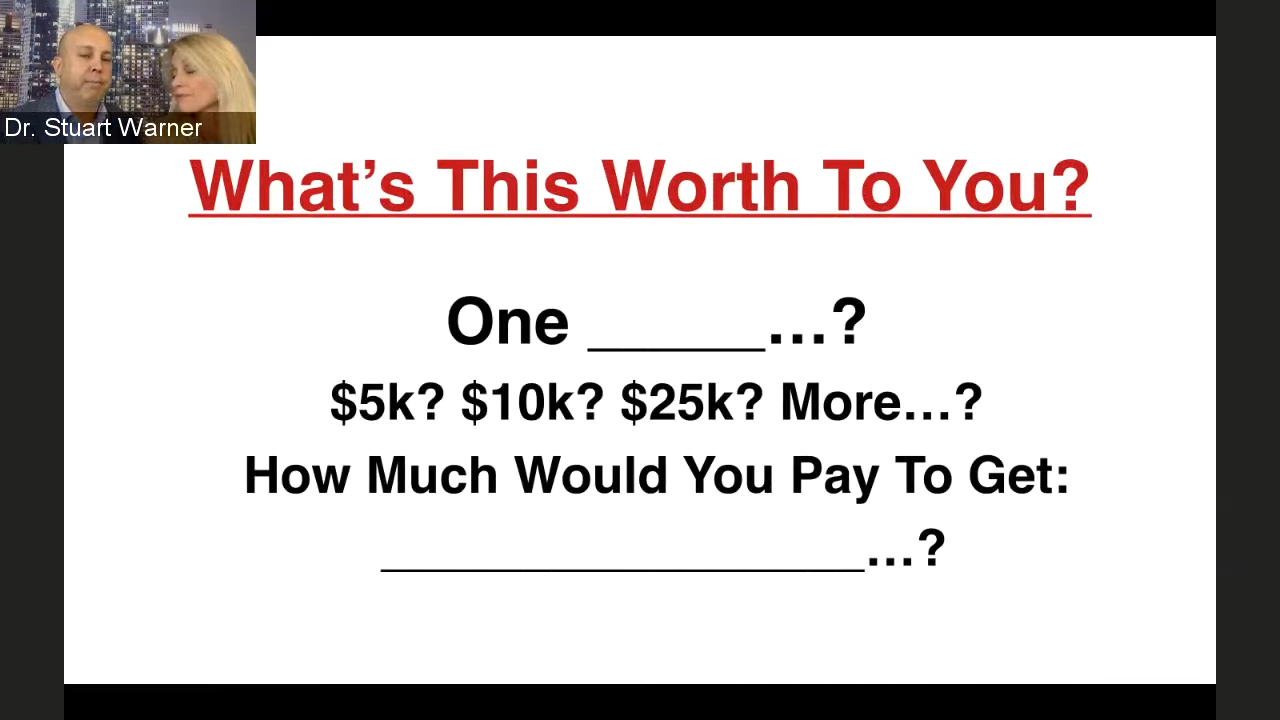 Dr. Stuart Warner
What’s This Worth To You?
One ______…?
$5k? $10k? $25k? More…?
How Much Would You Pay To Get:
__________________…?